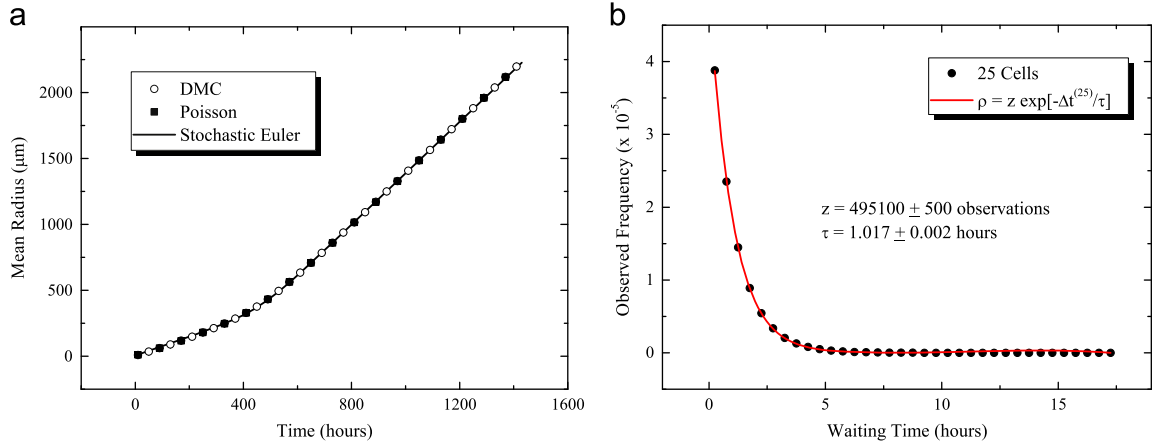 a
Mean Radius (μm)
2000
1500
1000
500
0
DMC
Poisson
Stochastic Euler
0
400
800
1200
1600
Time (hours)
b
Observed Frequency (x 10⁻⁵)
4
3
2
1
0
25 Cells
ρ = z exp[-Δt⁽²⁵⁾/τ]
z = 495100 ± 500 observations
τ = 1.017 ± 0.002 hours
0
5
10
15
Waiting Time (hours)